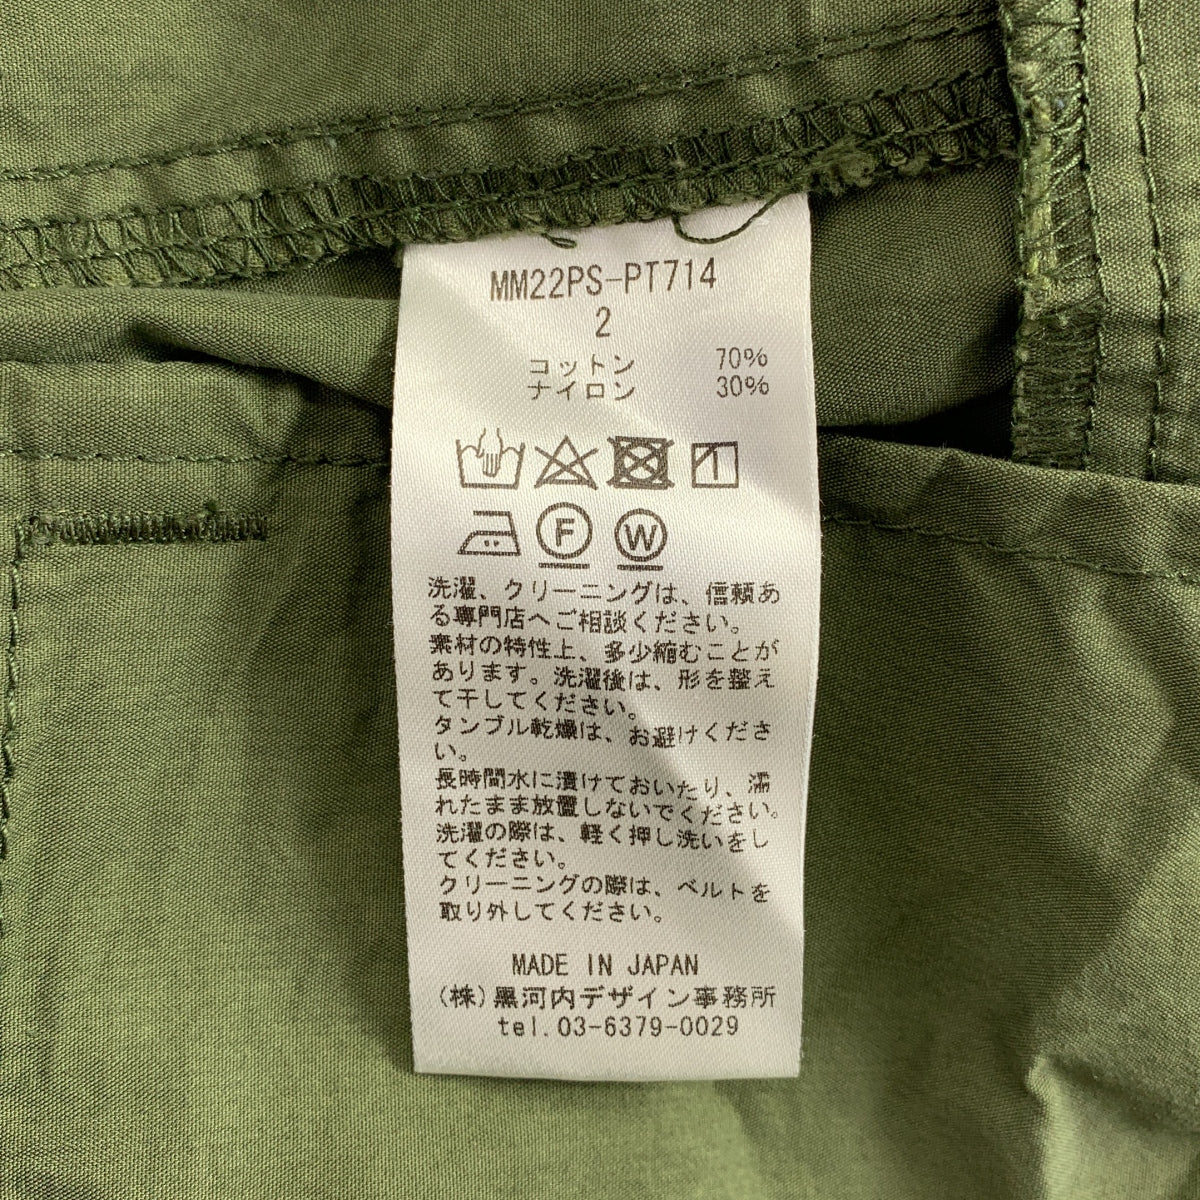 MM22PS-PT714
2
コットン 70%
ナイロン 30%
F W
洗濯、クリーニングは、信頼あ
る専門店へご相談ください。
素材の特性上、多少縮むことが
あります。洗濯後は、形を整え
て干してください。
タンブル乾燥は、お避けくださ
い。
長時間水に漬けておいたり、濡
れたまま放置しないでください。
洗濯の際は、軽く押し洗いをし
てください。
クリーニングの際は、ベルトを
取り外してください。
MADE IN JAPAN
(株)黒河内デザイン事務所
tel.03-6379-0029